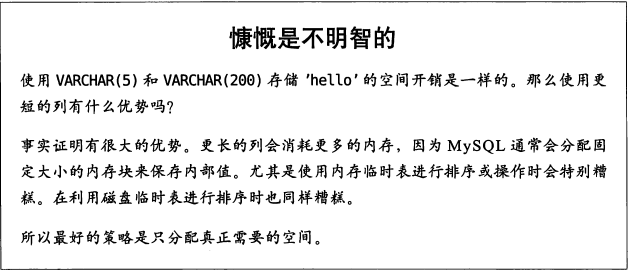 慷慨是不明智的
使用 VARCHAR(5) 和 VARCHAR(200) 存储 'hello' 的空间开销是一样的。那么使用更
短的列有什么优势吗？
事实证明有很大的优势。更长的列会消耗更多的内存，因为 MySQL 通常会分配固
定大小的内存块来保存内部值。尤其是使用内存临时表进行排序或操作时会特别糟
糕。在利用磁盘临时表进行排序时也同样糟糕。
所以最好的策略是只分配真正需要的空间。